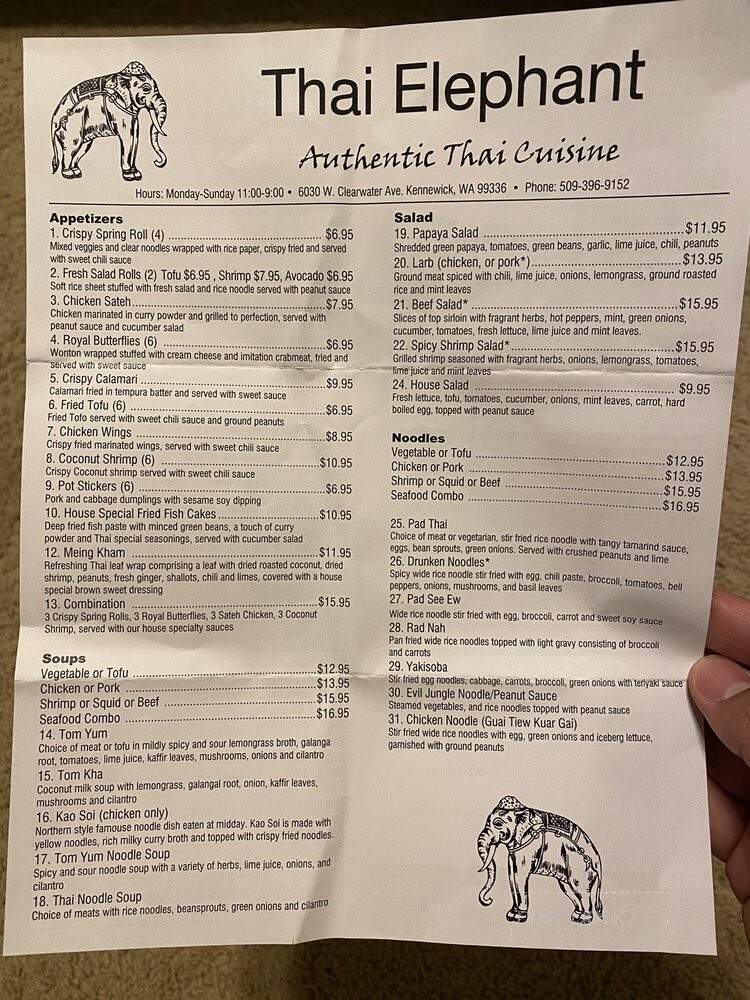 Thai Elephant
Authentic Thai Cuisine
Hours: Monday-Sunday 11:00-9:00 • 6030 W. Clearwater Ave. Kennewick, WA 99336 • Phone: 509-396-9152
Appetizers
1. Crispy Spring Roll (4) ........ $6.95
Mixed veggies and clear noodles wrapped with rice paper, crispy fried and served
with sweet chili sauce
2. Fresh Salad Rolls (2) Tofu $6.95 , Shrimp $7.95, Avocado $6.95
Soft rice sheet stuffed with fresh salad and rice noodle served with peanut sauce
3. Chicken Sateh........ $7.95
Chicken marinated in curry powder and grilled to perfection, served with
peanut sauce and cucumber salad
4. Royal Butterflies (6) ........ $6.95
Wonton wrapped stuffed with cream cheese and imitation crabmeat, fried and
served with sweet sauce
5. Crispy Calamari ........ $9.95
Calamari fried in tempura batter and served with sweet sauce
6. Fried Tofu (6) ........ $6.95
Fried Tofo served with sweet chili sauce and ground peanuts
7. Chicken Wings ........ $8.95
Crispy fried marinated wings, served with sweet chili sauce
8. Coconut Shrimp (6) ........ $10.95
Crispy Coconut shrimp served with sweet chili sauce
9. Pot Stickers (6) ........ $6.95
Pork and cabbage dumplings with sesame soy dipping
10. House Special Fried Fish Cakes........ $10.95
Deep fried fish paste with minced green beans, a touch of curry
powder and Thai special seasonings, served with cucumber salad
12. Meing Kham ........ $11.95
Refreshing Thai leaf wrap comprising a leaf with dried roasted coconut, dried
shrimp, peanuts, fresh ginger, shallots, chili and limes, covered with a house
special brown sweet dressing
13. Combination ........ $15.95
3 Crispy Spring Rolls, 3 Royal Butterflies, 3 Sateh Chicken, 3 Coconut
Shrimp, served with our house specialty sauces
Soups
Vegetable or Tofu ........ $12.95
Chicken or Pork ........ $13.95
Shrimp or Squid or Beef ........ $15.95
Seafood Combo ........ $16.95
14. Tom Yum
Choice of meat or tofu in mildly spicy and sour lemongrass broth, galanga
root, tomatoes, lime juice, kaffir leaves, mushrooms, onions and cilantro
15. Tom Kha
Coconut milk soup with lemongrass, galangal root, onion, kaffir leaves,
mushrooms and cilantro
16. Kao Soi (chicken only)
Northern style famouse noodle dish eaten at midday. Kao Soi is made with
yellow noodles, rich milky curry broth and topped with crispy fried noodles.
17. Tom Yum Noodle Soup
Spicy and sour noodle soup with a variety of herbs, lime juice, onions, and
cilantro
18. Thai Noodle Soup
Choice of meats with rice noodles, beansprouts, green onions and cilantro
Salad
19. Papaya Salad ........ $11.95
Shredded green papaya, tomatoes, green beans, garlic, lime juice, chili, peanuts
20. Larb (chicken, or pork*)........ $13.95
Ground meat spiced with chili, lime juice, onions, lemongrass, ground roasted
rice and mint leaves
21. Beef Salad* ........ $15.95
Slices of top sirloin with fragrant herbs, hot peppers, mint, green onions,
cucumber, tomatoes, fresh lettuce, lime juice and mint leaves.
22. Spicy Shrimp Salad*........ $15.95
Grilled shrimp seasoned with fragrant herbs, onions, lemongrass, tomatoes,
lime juice and mint leaves
24. House Salad ........ $9.95
Fresh lettuce, tofu, tomatoes, cucumber, onions, mint leaves, carrot, hard
boiled egg, topped with peanut sauce
Noodles
Vegetable or Tofu ........ $12.95
Chicken or Pork ........ $13.95
Shrimp or Squid or Beef ........ $15.95
Seafood Combo ........ $16.95
25. Pad Thai
Choice of meat or vegetarian, stir fried rice noodle with tangy tamarind sauce,
eggs, bean sprouts, green onions. Served with crushed peanuts and lime
26. Drunken Noodles*
Spicy wide rice noodle stir fried with egg, chili paste, broccoli, tomatoes, bell
peppers, onions, mushrooms, and basil leaves
27. Pad See Ew
Wide rice noodle stir fried with egg, broccoli, carrot and sweet soy sauce
28. Rad Nah
Pan fried wide rice noodles topped with light gravy consisting of broccoli
and carrots
29. Yakisoba
Stir fried egg noodles, cabbage, carrots, broccoli, green onions with teriyaki sauce
30. Evil Jungle Noodle/Peanut Sauce
Steamed vegetables, and rice noodles topped with peanut sauce
31. Chicken Noodle (Guai Tiew Kuar Gai)
Stir fried wide rice noodles with egg, green onions and iceberg lettuce,
garnished with ground peanuts